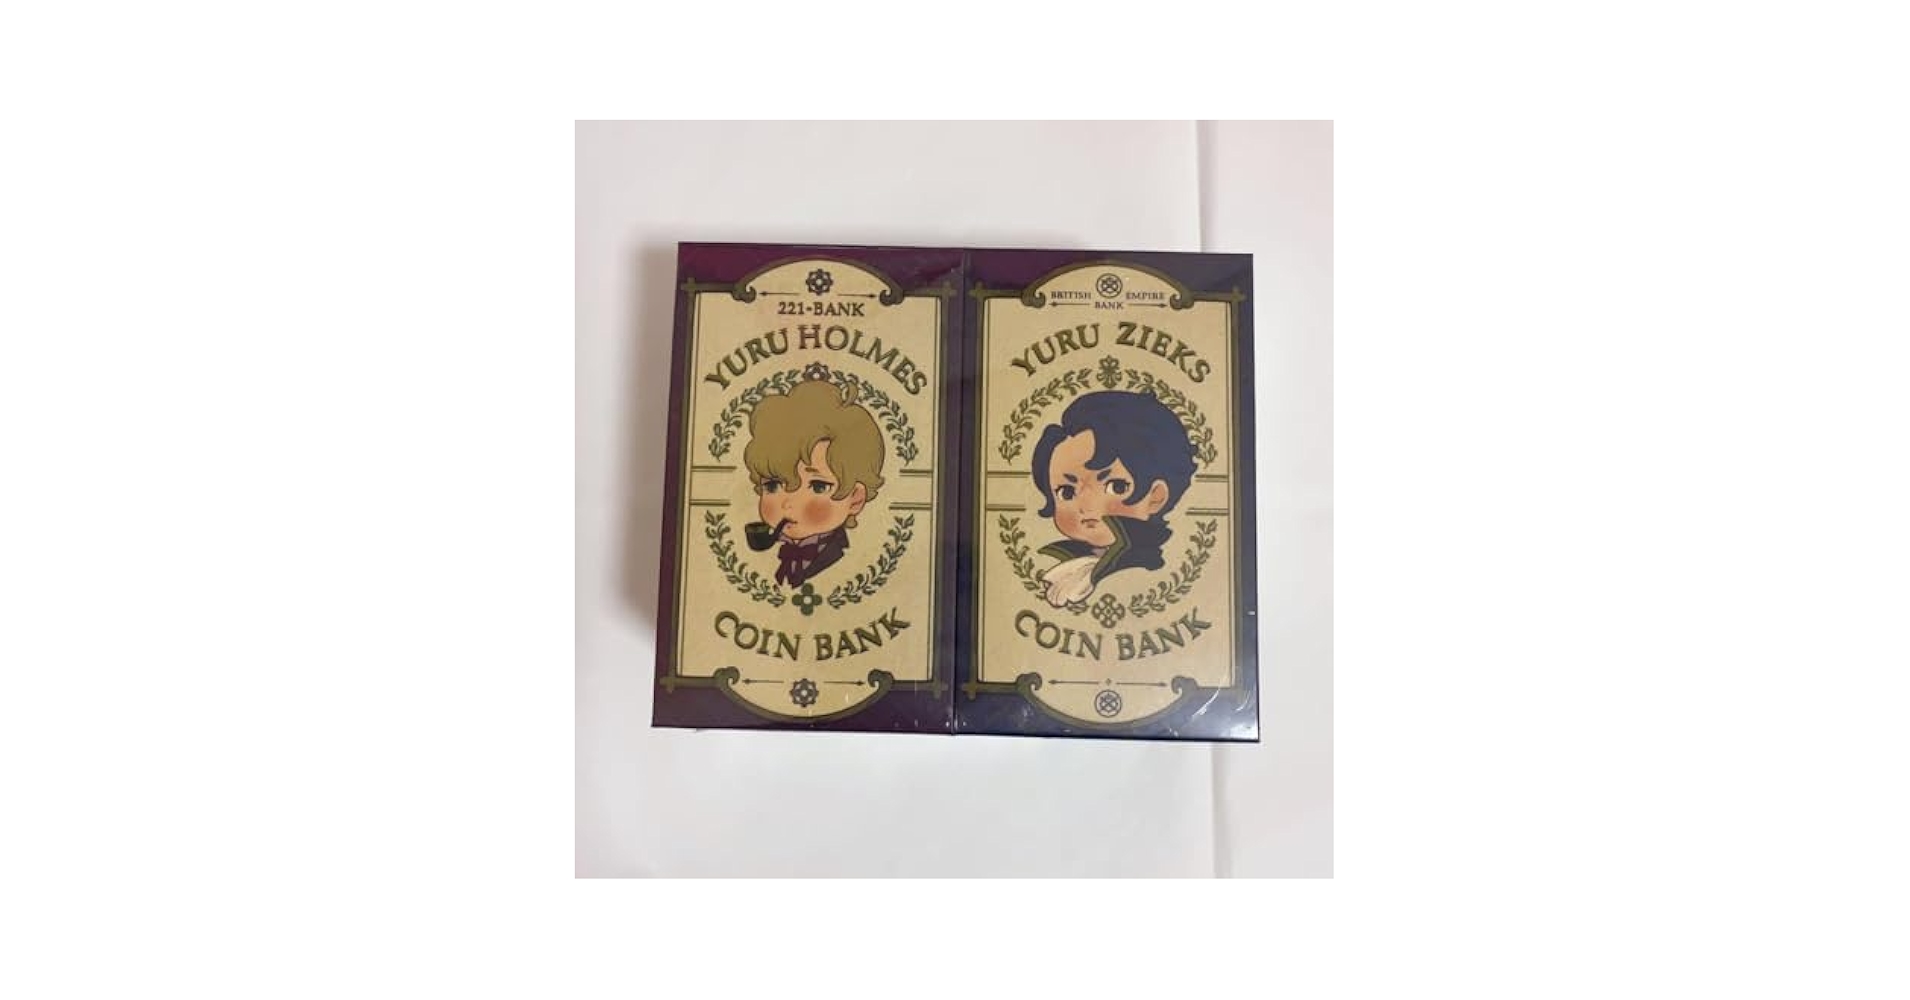 221-BANK
YURU HOLMES
COIN BANK
BRITISH EMPIRE
BANK
YURU ZIEKS
COIN BANK